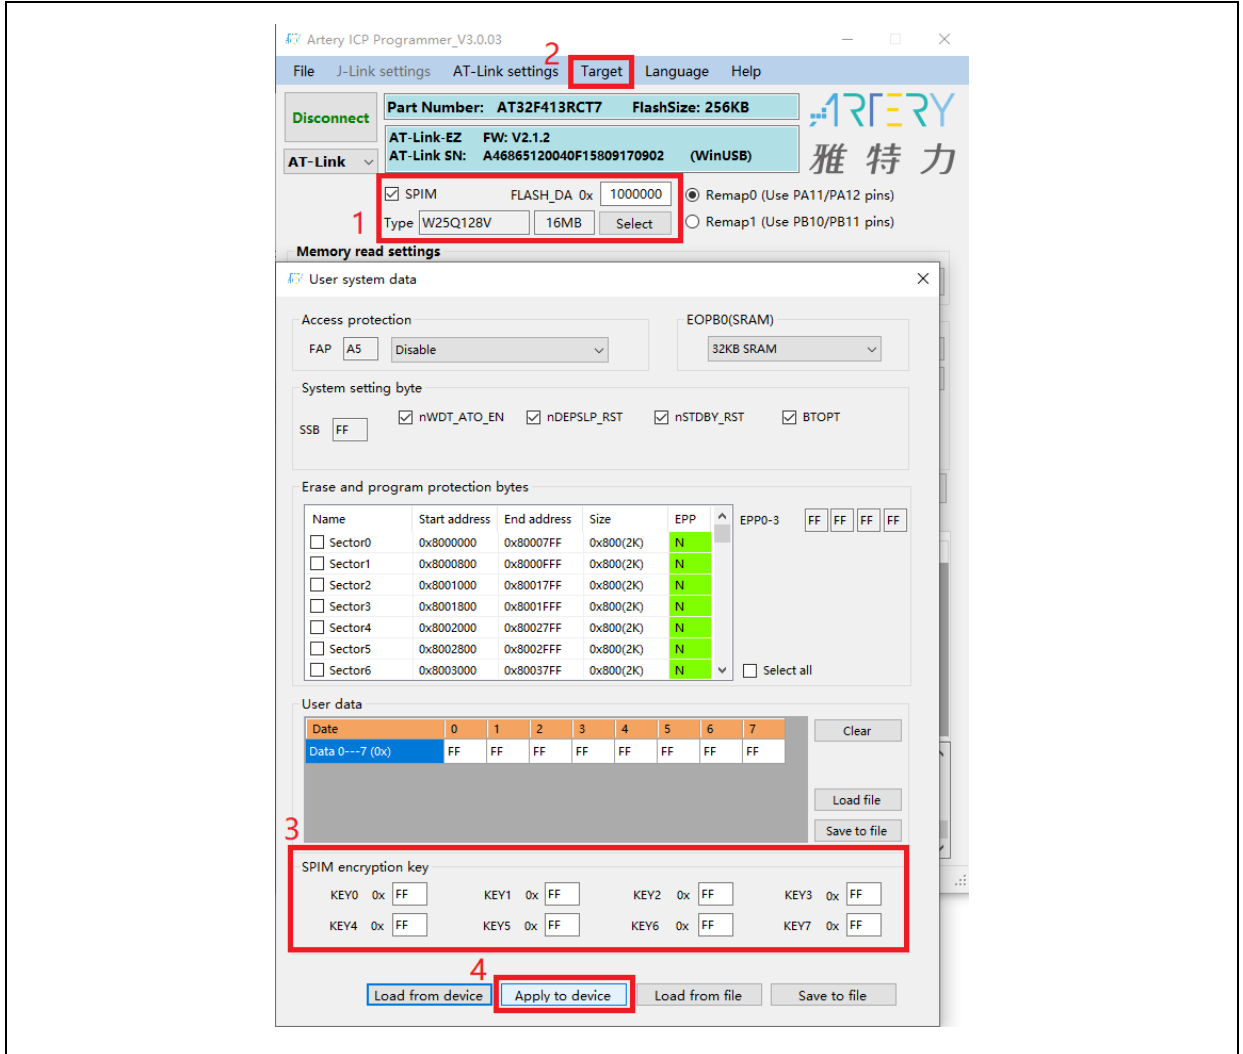 Artery ICP Programmer_V3.0.03
2
File J-Link settings AT-Link settings Target Language Help
Disconnect
Part Number: AT32F413RCT7 FlashSize: 256KB
AT-Link-EZ FW: V2.1.2
AT-Link SN: A46865120040F15809170902 (WinUSB)
AT-Link
ARTERY
雅特力
1
SPIM FLASH_DA 0x 1000000 Remap0 (Use PA11/PA12 pins)
Type W25Q128V 16MB Select Remap1 (Use PB10/PB11 pins)
Memory read settings
User system data
Access protection
FAP A5 Disable
EOPB0(SRAM)
32KB SRAM
System setting byte
SSB FF nWDT_ATO_EN nDEPSLP_RST nSTDBY_RST BTOPT
Erase and program protection bytes
Name Start address End address Size EPP EPP0-3 FF FF FF FF
Sector0 0x8000000 0x80007FF 0x800(2K) N
Sector1 0x8000800 0x8000FFF 0x800(2K) N
Sector2 0x8001000 0x80017FF 0x800(2K) N
Sector3 0x8001800 0x8001FFF 0x800(2K) N
Sector4 0x8002000 0x80027FF 0x800(2K) N
Sector5 0x8002800 0x8002FFF 0x800(2K) N
Sector6 0x8003000 0x80037FF 0x800(2K) N Select all
User data
Date 0 1 2 3 4 5 6 7 Clear
Data 0---7 (0x) FF FF FF FF FF FF FF FF
Load file
Save to file
3
SPIM encryption key
KEY0 0x FF KEY1 0x FF KEY2 0x FF KEY3 0x FF
KEY4 0x FF KEY5 0x FF KEY6 0x FF KEY7 0x FF
4
Load from device Apply to device Load from file Save to file